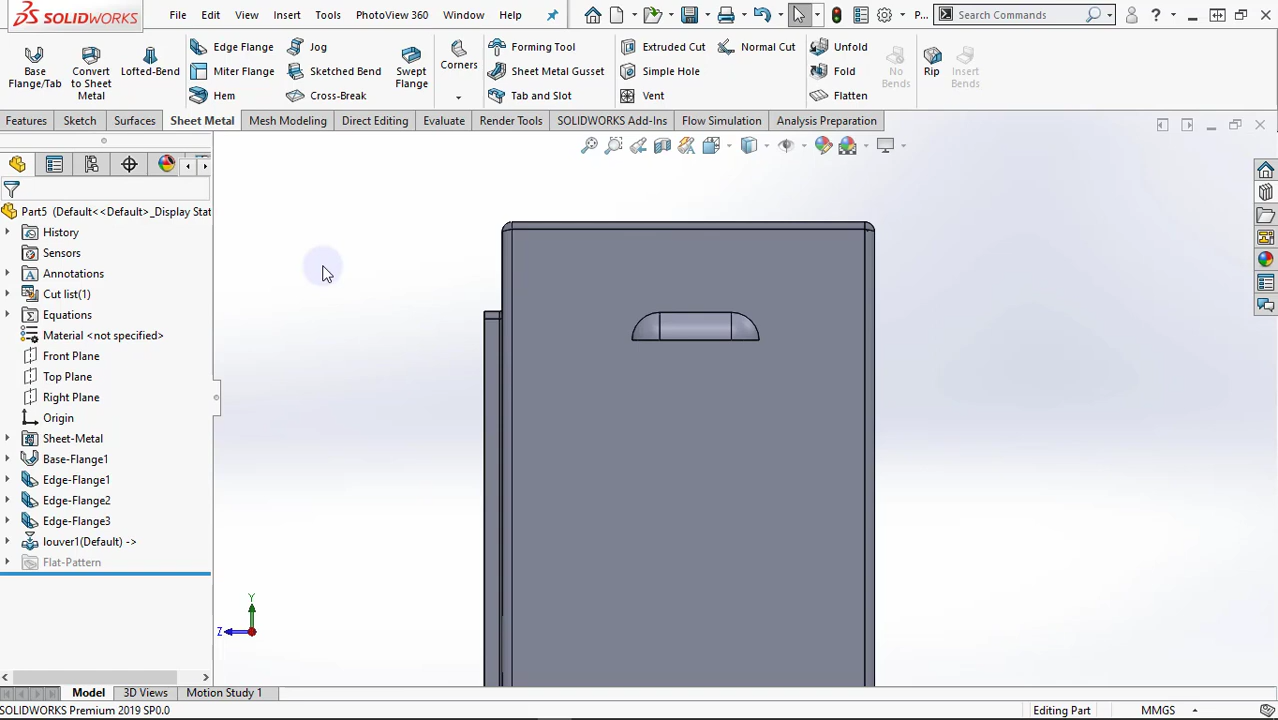 SOLIDWORKS File Edit View Insert Tools PhotoView 360 Window Help P... Search Commands ?
Base Flange/Tab
Convert to Sheet Metal
Lofted-Bend
Edge Flange
Miter Flange
Hem
Jog
Sketched Bend
Cross-Break
Swept Flange
Corners
Forming Tool
Sheet Metal Gusset
Tab and Slot
Extruded Cut
Simple Hole
Vent
Normal Cut
Unfold
Fold
Flatten
No Bends
Rip
Insert Bends
Features Sketch Surfaces Sheet Metal Mesh Modeling Direct Editing Evaluate Render Tools SOLIDWORKS Add-Ins Flow Simulation Analysis Preparation
Part5 (Default<<Default>_Display Stat
History
Sensors
Annotations
Cut list(1)
Equations
Material <not specified>
Front Plane
Top Plane
Right Plane
Origin
Sheet-Metal
Base-Flange1
Edge-Flange1
Edge-Flange2
Edge-Flange3
louver1(Default) ->
Flat-Pattern
Y
Z
Model 3D Views Motion Study 1
SOLIDWORKS Premium 2019 SP0.0 Editing Part MMGS